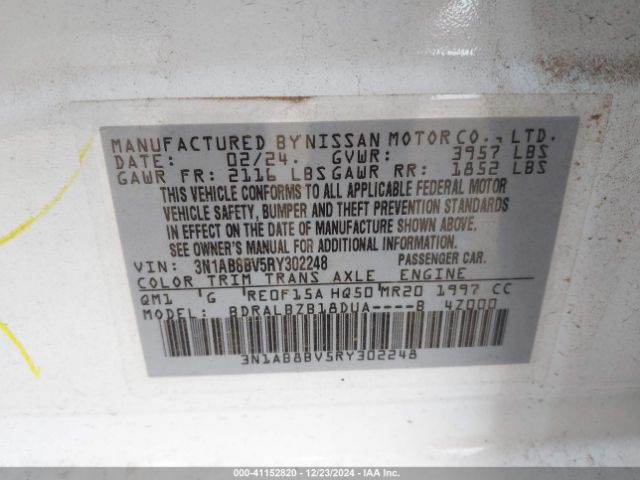 MANUFACTURED BY NISSAN MOTOR CO., LTD.
DATE: 02/24. GVWR: 3957 LBS
GAWR FR: 2116 LBS GAWR RR: 1852 LBS
THIS VEHICLE CONFORMS TO ALL APPLICABLE FEDERAL MOTOR
VEHICLE SAFETY, BUMPER AND THEFT PREVENTION STANDARDS
IN EFFECT ON THE DATE OF MANUFACTURE SHOWN ABOVE.
SEE OWNER'S MANUAL FOR ADDITIONAL INFORMATION.
VIN: 3N1AB8BV5RY302248 PASSENGER CAR.
COLOR TRIM TRANS AXLE ENGINE
QM1 G RE0F15A HQ50 MR20 1997 CC
MODEL: BDRALBZB18DUA----B 4Z000
3N1AB8BV5RY302248
000-41152820 - 12/23/2024 - IAA Inc.